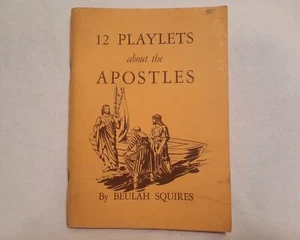 12 PLAYLETS
about the
APOSTLES
By BEULAH SQUIRES